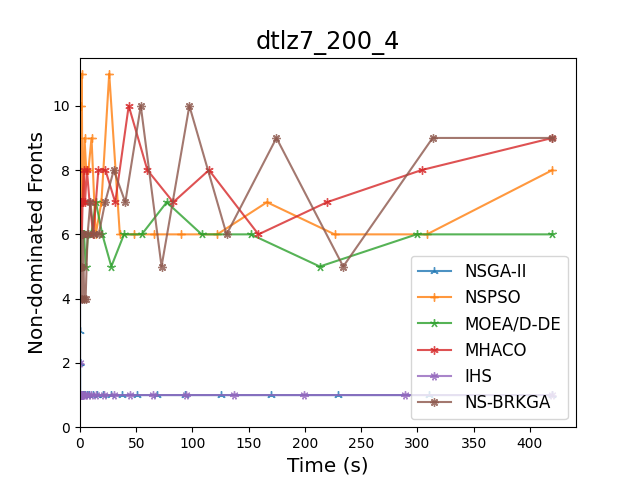 dtlz7_200_4
Non-dominated Fronts
10
8
6
4
2
0
0 50 100 150 200 250 300 350 400
Time (s)
NSGA-II
NSPSO
MOEA/D-DE
MHACO
IHS
NS-BRKGA